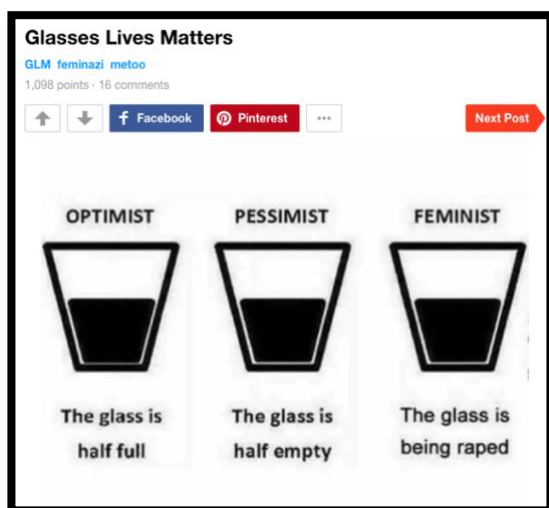 Glasses Lives Matters
GLM feminazi metoo
1,098 points · 16 comments
Facebook Pinterest ... Next Post
OPTIMIST PESSIMIST FEMINIST
The glass is The glass is The glass is
half full half empty being raped